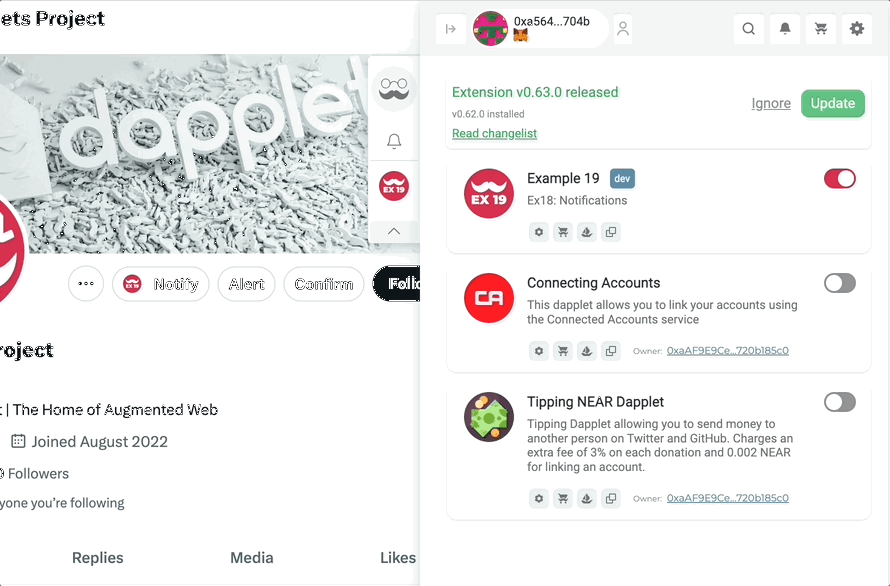 ets Project
dapplet
EX 19
Notify
Alert
Confirm
Follo
roject
t | The Home of Augmented Web
Joined August 2022
0 Followers
yone you're following
Replies
Media
Likes
0xa564...704b
Extension v0.63.0 released
v0.62.0 installed
Read changelist
Ignore
Update
EX 19
Example 19
dev
Ex18: Notifications
CA
Connecting Accounts
This dapplet allows you to link your accounts using
the Connected Accounts service
Owner: 0xaAF9E9Ce...720b185c0
Tipping NEAR Dapplet
Tipping Dapplet allowing you to send money to
another person on Twitter and GitHub. Charges an
extra fee of 3% on each donation and 0.002 NEAR
for linking an account.
Owner: 0xaAF9E9Ce...720b185c0